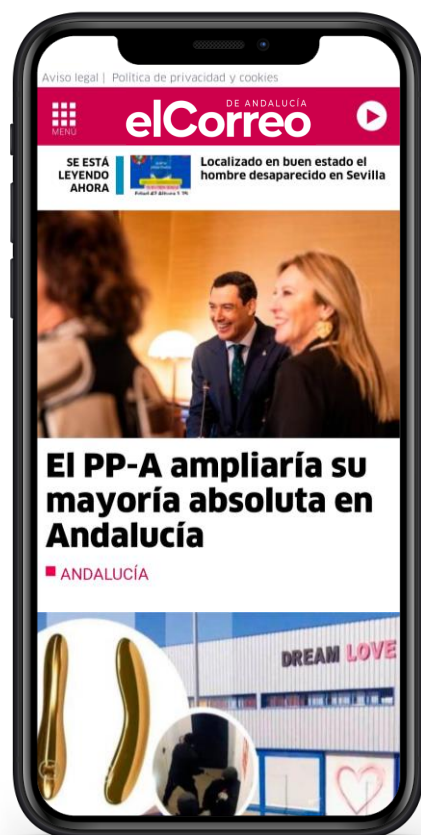 Aviso legal | Política de privacidad y cookies
DE ANDALUCÍA
elCorreo
MENÚ
SE ESTÁ
LEYENDO
AHORA
Localizado en buen estado el
hombre desaparecido en Sevilla
El PP-A ampliaría su
mayoría absoluta en
Andalucía
ANDALUCÍA
DREAM LOVE